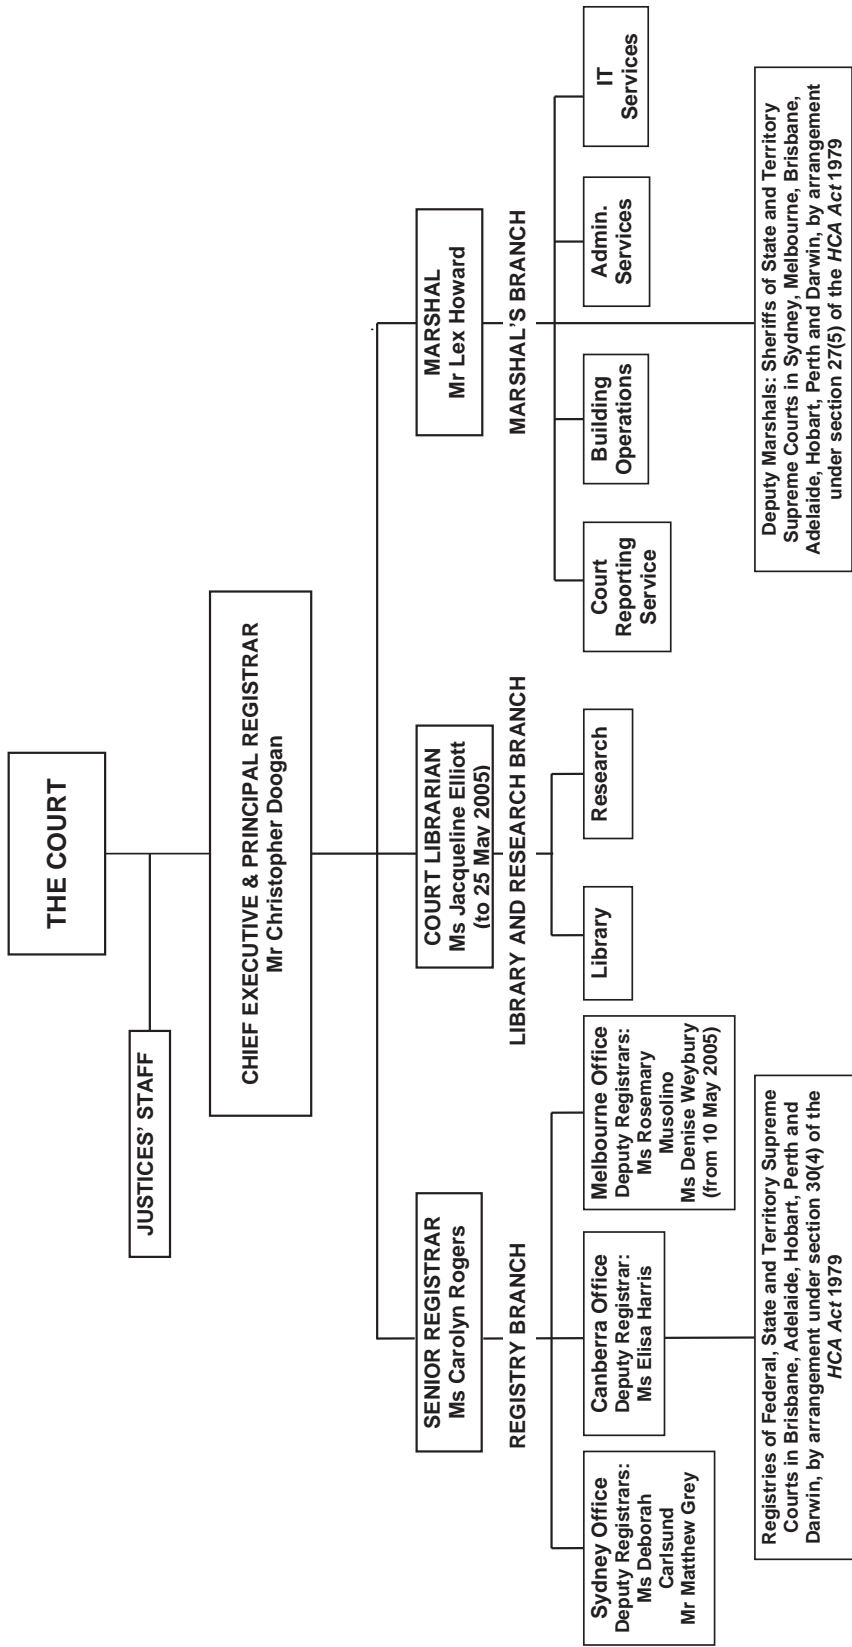 THE COURT
JUSTICES' STAFF
CHIEF EXECUTIVE & PRINCIPAL REGISTRAR
Mr Christopher Doogan
SENIOR REGISTRAR
Ms Carolyn Rogers
REGISTRY BRANCH
Sydney Office
Deputy Registrars:
Ms Deborah
Carlsund
Mr Matthew Grey
Canberra Office
Deputy Registrar:
Ms Elisa Harris
Melbourne Office
Deputy Registrars:
Ms Rosemary
Musolino
Ms Denise Weybury
(from 10 May 2005)
Registries of Federal, State and Territory Supreme
Courts in Brisbane, Adelaide, Hobart, Perth and
Darwin, by arrangement under section 30(4) of the
HCA Act 1979
COURT LIBRARIAN
Ms Jacqueline Elliott
(to 25 May 2005)
LIBRARY AND RESEARCH BRANCH
Library
Research
MARSHAL
Mr Lex Howard
MARSHAL'S BRANCH
Court
Reporting
Service
Building
Operations
Admin.
Services
IT
Services
Deputy Marshals: Sheriffs of State and Territory
Supreme Courts in Sydney, Melbourne, Brisbane,
Adelaide, Hobart, Perth and Darwin, by arrangement
under section 27(5) of the HCA Act 1979